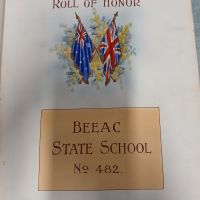 ROLL OF HONOR
BEEAC
STATE SCHOOL
No 482.